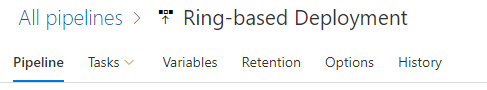 All pipelines > Ring-based Deployment
Pipeline Tasks Variables Retention Options History